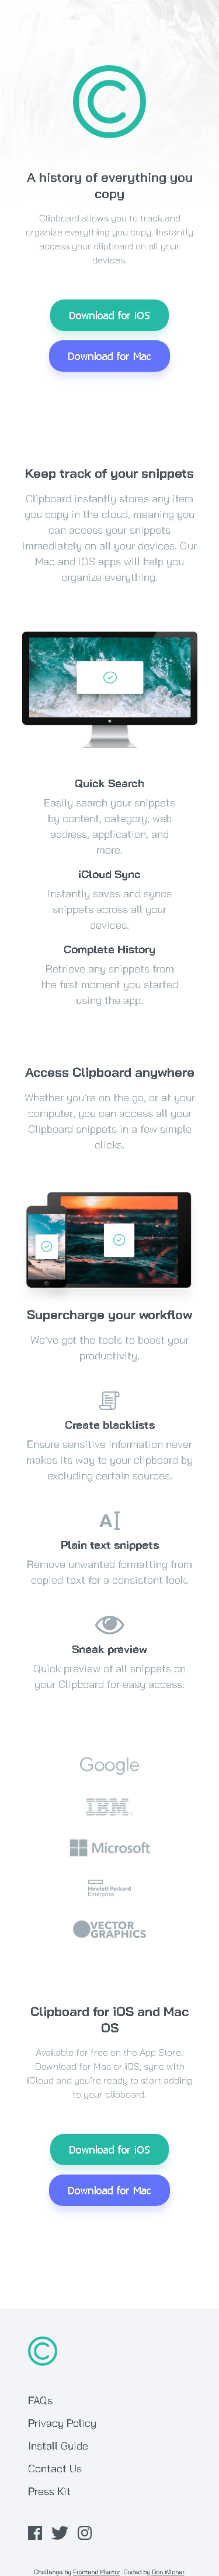 A history of everything you
copy
Clipboard allows you to track and
organize everything you copy. Instantly
access your clipboard on all your
devices.
Download for iOS
Download for Mac
Keep track of your snippets
Clipboard instantly stores any item
you copy in the cloud, meaning you
can access your snippets
immediately on all your devices. Our
Mac and iOS apps will help you
organize everything.
Quick Search
Easily search your snippets
by content, category, web
address, application, and
more.
iCloud Sync
Instantly saves and syncs
snippets across all your
devices.
Complete History
Retrieve any snippets from
the first moment you started
using the app.
Access Clipboard anywhere
Whether you're on the go, or at your
computer, you can access all your
Clipboard snippets in a few simple
clicks.
Supercharge your workflow
We've got the tools to boost your
productivity.
Create blacklists
Ensure sensitive information never
makes its way to your clipboard by
excluding certain sources.
A
Plain text snippets
Remove unwanted formatting from
copied text for a consistent look.
Sneak preview
Quick preview of all snippets on
your Clipboard for easy access.
Google
IBM
Microsoft
Hewlett Packard
Enterprise
VECTOR
GRAPHICS
Clipboard for iOS and Mac
OS
Available for free on the App Store.
Download for Mac or iOS, sync with
iCloud and you're ready to start adding
to your clipboard.
Download for iOS
Download for Mac
FAQs
Privacy Policy
Install Guide
Contact Us
Press Kit
Challenge by Frontend Mentor. Coded by Don Winner.